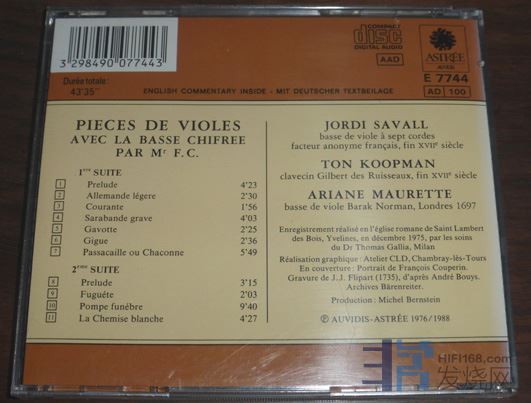 3 298490 077443
COMPACT
disc
DIGITAL AUDIO
AAD
ASTRÉE
AUVIDIS
E 7744
AD 100
Durée totale:
43'35"
ENGLISH COMMENTARY INSIDE - MIT DEUTSCHER TEXTBEILAGE
PIECES DE VIOLES
AVEC LA BASSE CHIFREE
PAR Mr F.C.
1ere SUITE
1 Prelude 4'23
2 Allemande légere 2'30
3 Courante 1'56
4 Sarabande grave 4'03
5 Gavotte 2'25
6 Gigue 2'36
7 Passacaille ou Chaconne 5'49
2eme SUITE
8 Prelude 3'15
9 Fuguéte 2'03
10 Pompe funébre 9'40
11 La Chemise blanche 4'27
JORDI SAVALL
basse de viole à sept cordes
facteur anonyme français, fin XVIIe siècle
TON KOOPMAN
clavecin Gilbert des Ruisseaux, fin XVIIe siècle
ARIANE MAURETTE
basse de viole Barak Norman, Londres 1697
Enregistrement réalisé en l'église romane de Saint Lambert
des Bois, Yvelines, en décembre 1975, par les soins
du Dr Thomas Gallia, Milan
Réalisation graphique : Atelier CLD, Chambray-lès-Tours
En couverture : Portrait de François Couperin.
Gravure de J.J. Flipart (1735), d'après André Bouys.
Archives Bärenreiter.
Production : Michel Bernstein
℗ AUVIDIS-ASTRÉE 1976/1988
HIFI168.com
发烧网